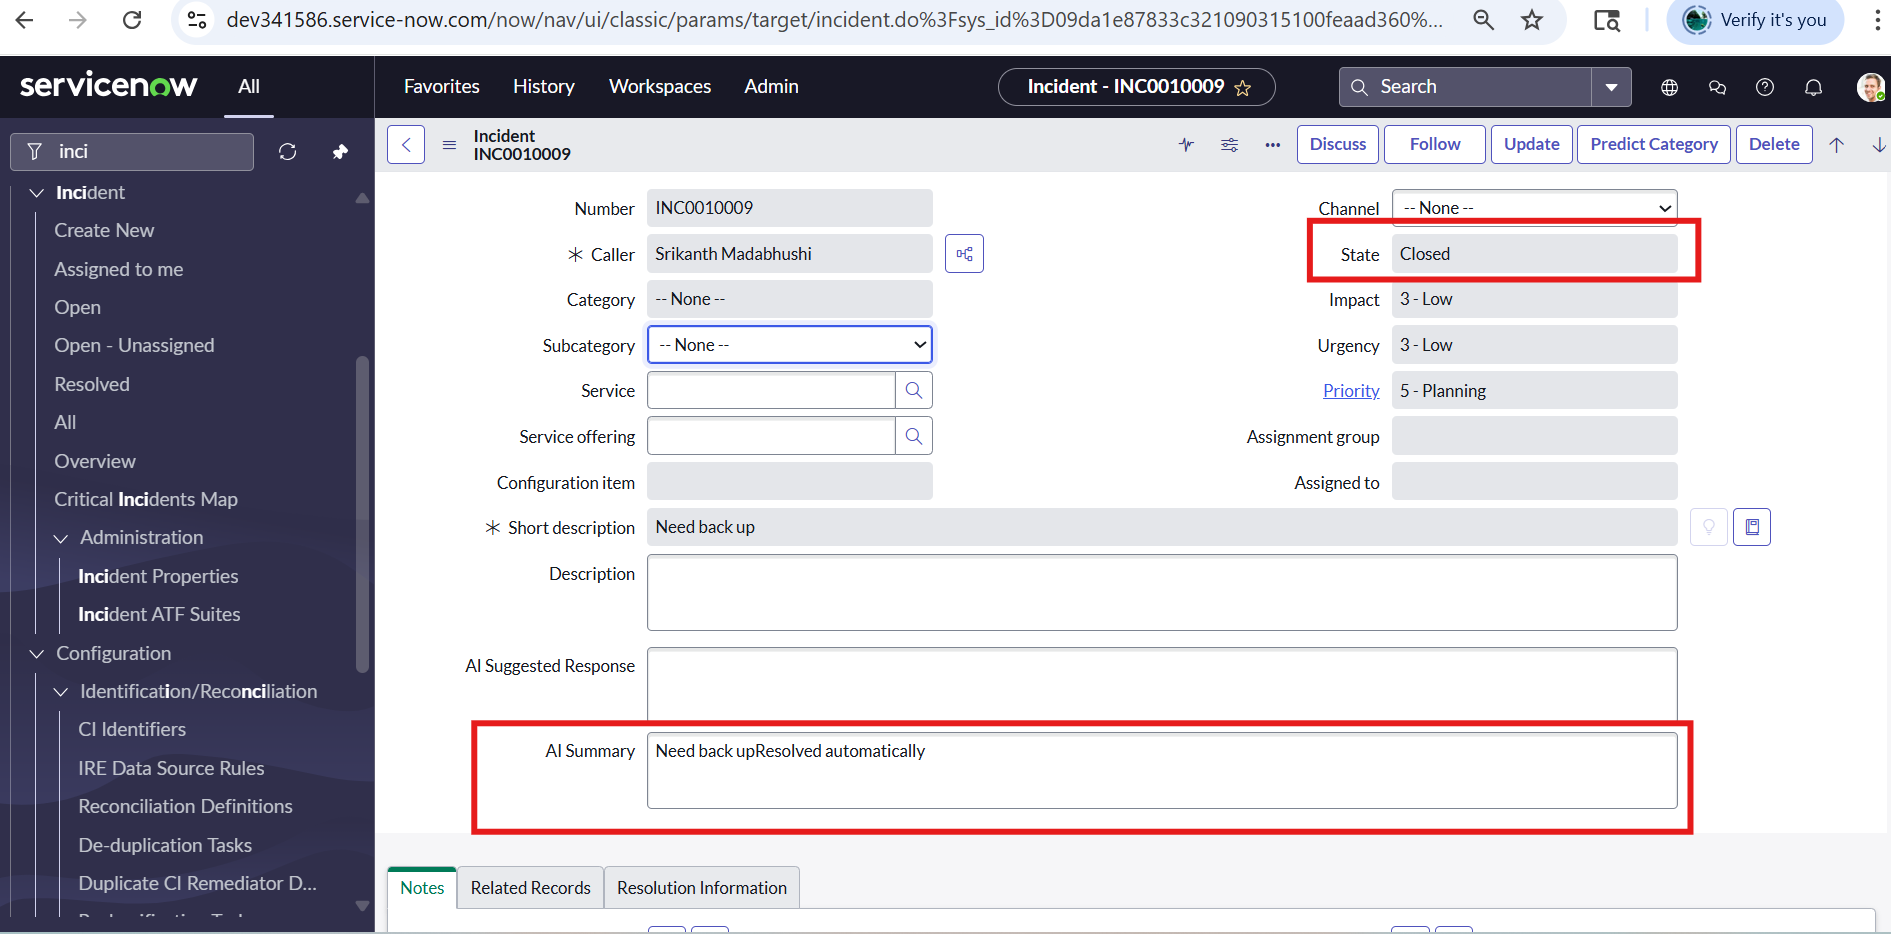 dev341586.service-now.com/now/nav/ui/classic/params/target/incident.do%3Fsys_id%3D09da1e87833c321090315100feaad360%...
Verify it's you
servicenow
All
Favorites
History
Workspaces
Admin
Incident - INC0010009
Search
inci
Incident
Create New
Assigned to me
Open
Open - Unassigned
Resolved
All
Overview
Critical Incidents Map
Administration
Incident Properties
Incident ATF Suites
Configuration
Identification/Reconciliation
CI Identifiers
IRE Data Source Rules
Reconciliation Definitions
De-duplication Tasks
Duplicate CI Remediator D...
Incident
INC0010009
Discuss
Follow
Update
Predict Category
Delete
Number INC0010009
Caller Srikanth Madabhushi
Category -- None --
Subcategory -- None --
Service
Service offering
Configuration item
Channel -- None --
State Closed
Impact 3 - Low
Urgency 3 - Low
Priority 5 - Planning
Assignment group
Assigned to
Short description Need back up
Description
AI Suggested Response
AI Summary Need back upResolved automatically
Notes
Related Records
Resolution Information